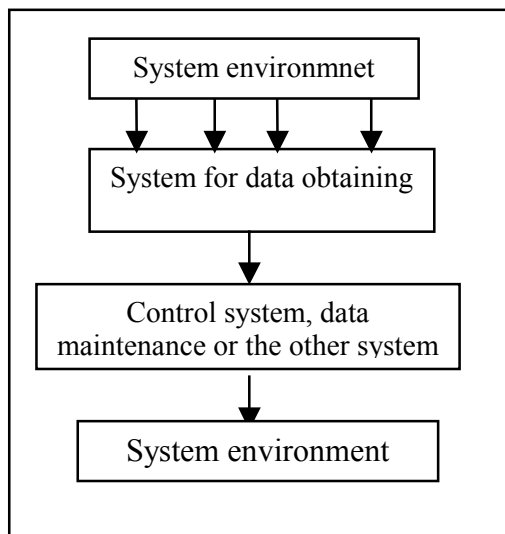 System environmnet
System for data obtaining
Control system, data
maintenance or the other system
System environment